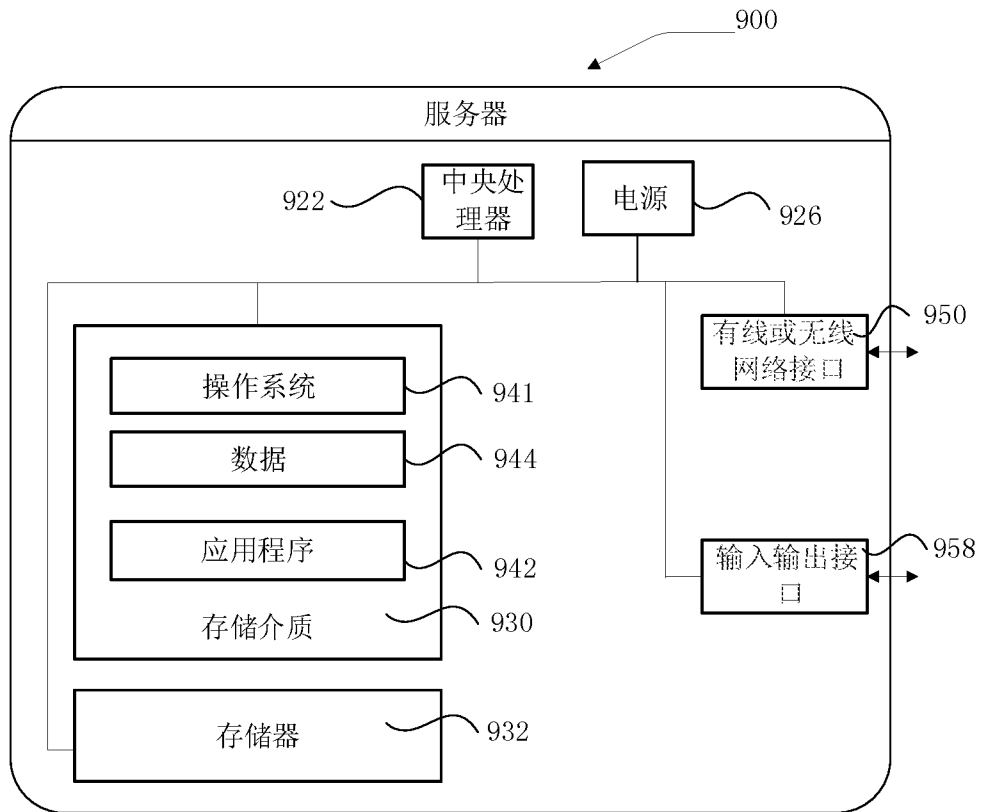 900
服务器
922
中央处
理器
电源
926
有线或无线
网络接口
950
操作系统
941
数据
944
应用程序
942
存储介质
930
输入输出接
口
958
存储器
932